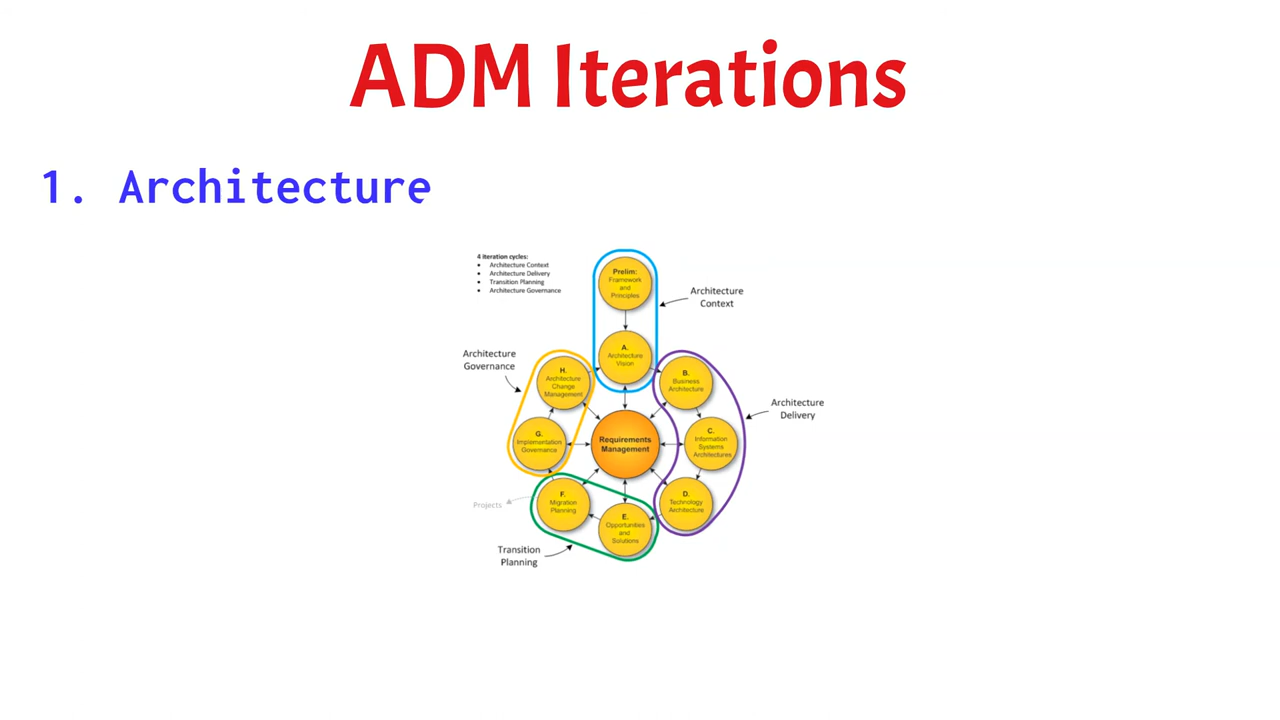 ADM Iterations
1. Architecture
4 iteration cycles:
• Architecture Context
• Architecture Delivery
• Transition Planning
• Architecture Governance
Prelim:
Framework
and
Principles
Architecture
Context
A.
Architecture
Vision
Architecture
Governance
H.
Architecture
Change
Management
B.
Business
Architecture
Architecture
Delivery
G.
Implementation
Governance
Requirements
Management
C.
Information
Systems
Architectures
F.
Migration
Planning
D.
Technology
Architecture
Projects
E.
Opportunities
and
Solutions
Transition
Planning